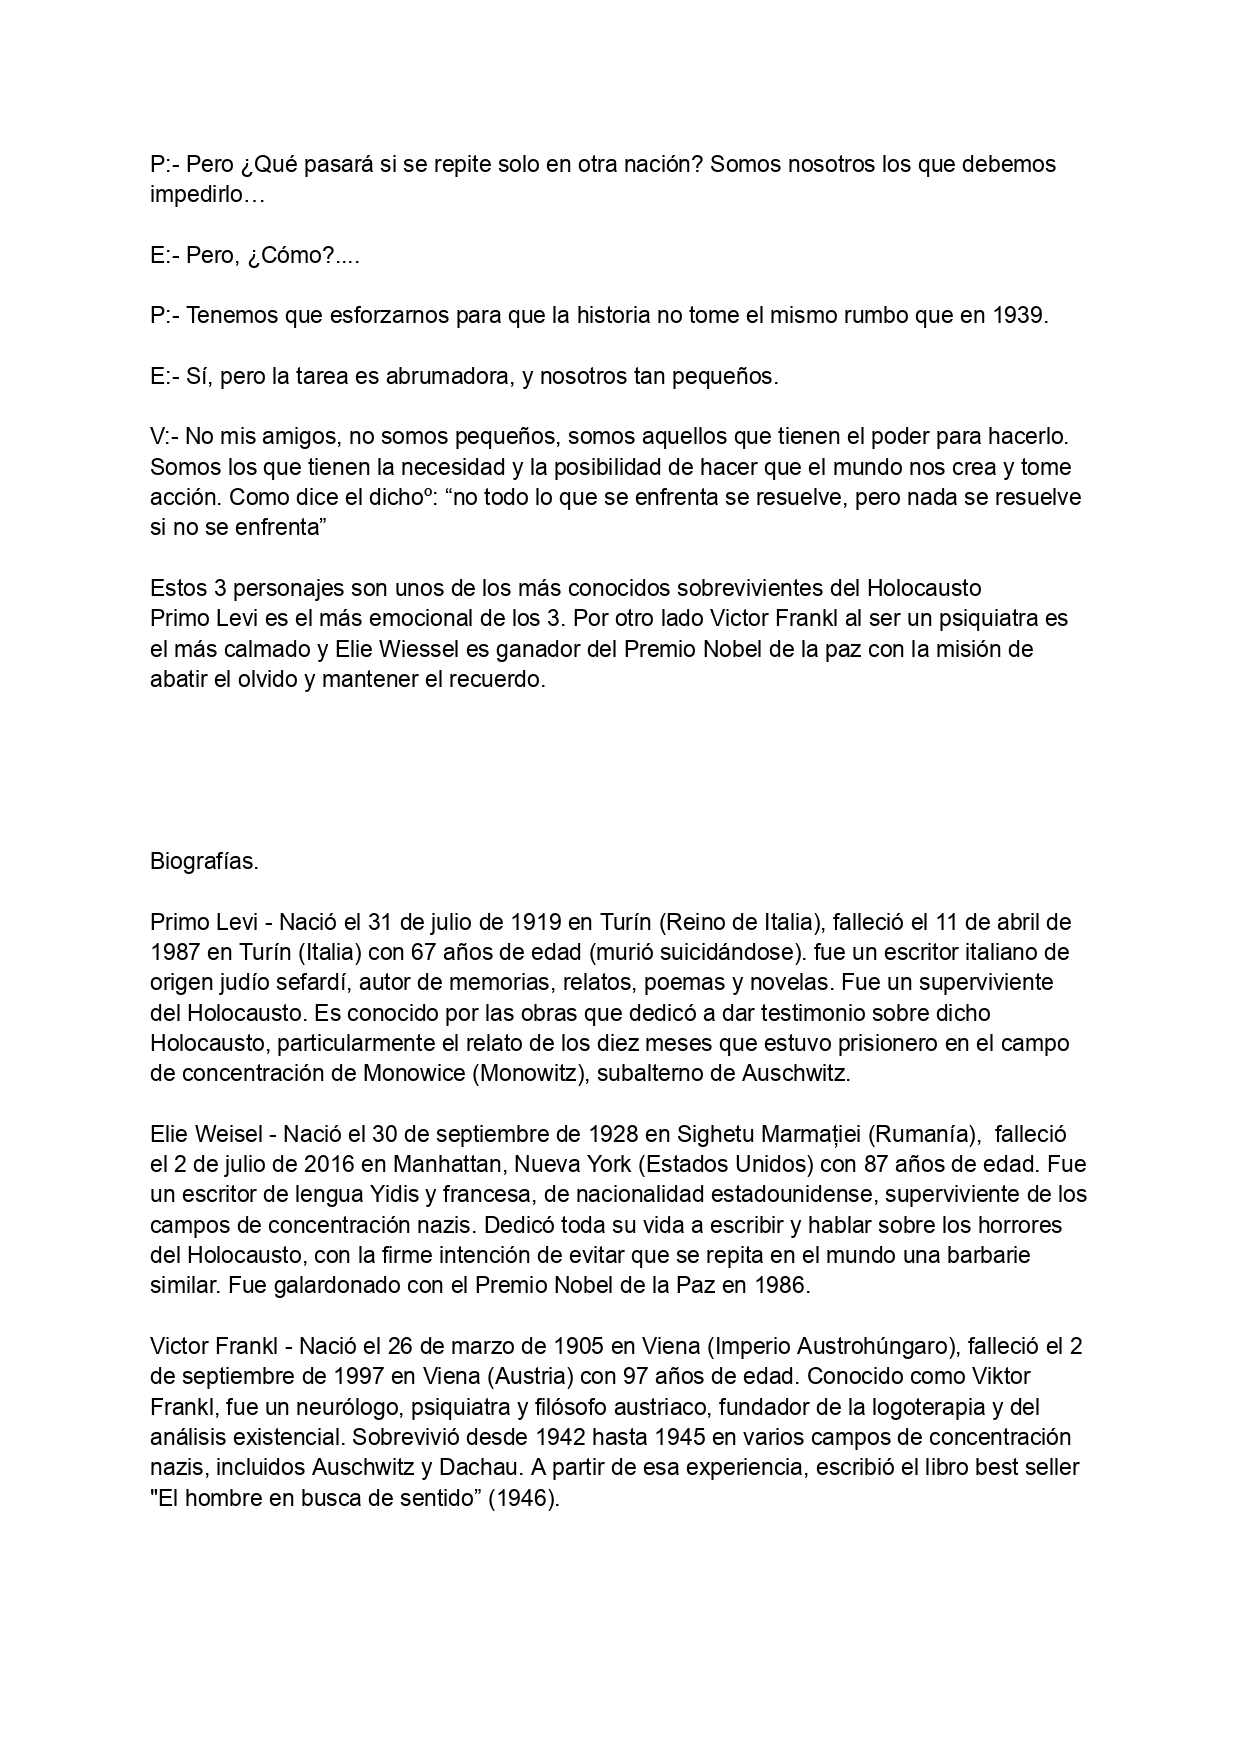 P:- Pero ¿Qué pasará si se repite solo en otra nación? Somos nosotros los que debemos
impedirlo…
E:- Pero, ¿Cómo?....
P:- Tenemos que esforzarnos para que la historia no tome el mismo rumbo que en 1939.
E:- Sí, pero la tarea es abrumadora, y nosotros tan pequeños.
V:- No mis amigos, no somos pequeños, somos aquellos que tienen el poder para hacerlo.
Somos los que tienen la necesidad y la posibilidad de hacer que el mundo nos crea y tome
acción. Como dice el dichoº: “no todo lo que se enfrenta se resuelve, pero nada se resuelve
si no se enfrenta”
Estos 3 personajes son unos de los más conocidos sobrevivientes del Holocausto
Primo Levi es el más emocional de los 3. Por otro lado Victor Frankl al ser un psiquiatra es
el más calmado y Elie Wiessel es ganador del Premio Nobel de la paz con la misión de
abatir el olvido y mantener el recuerdo.
Biografías.
Primo Levi - Nació el 31 de julio de 1919 en Turín (Reino de Italia), falleció el 11 de abril de
1987 en Turín (Italia) con 67 años de edad (murió suicidándose). fue un escritor italiano de
origen judío sefardí, autor de memorias, relatos, poemas y novelas. Fue un superviviente
del Holocausto. Es conocido por las obras que dedicó a dar testimonio sobre dicho
Holocausto, particularmente el relato de los diez meses que estuvo prisionero en el campo
de concentración de Monowice (Monowitz), subalterno de Auschwitz.
Elie Weisel - Nació el 30 de septiembre de 1928 en Sighetu Marmației (Rumanía),  falleció
el 2 de julio de 2016 en Manhattan, Nueva York (Estados Unidos) con 87 años de edad. Fue
un escritor de lengua Yidis y francesa, de nacionalidad estadounidense, superviviente de los
campos de concentración nazis. Dedicó toda su vida a escribir y hablar sobre los horrores
del Holocausto, con la firme intención de evitar que se repita en el mundo una barbarie
similar. Fue galardonado con el Premio Nobel de la Paz en 1986.
Victor Frankl - Nació el 26 de marzo de 1905 en Viena (Imperio Austrohúngaro), falleció el 2
de septiembre de 1997 en Viena (Austria) con 97 años de edad. Conocido como Viktor
Frankl, fue un neurólogo, psiquiatra y filósofo austriaco, fundador de la logoterapia y del
análisis existencial. Sobrevivió desde 1942 hasta 1945 en varios campos de concentración
nazis, incluidos Auschwitz y Dachau. A partir de esa experiencia, escribió el libro best seller
"El hombre en busca de sentido” (1946).